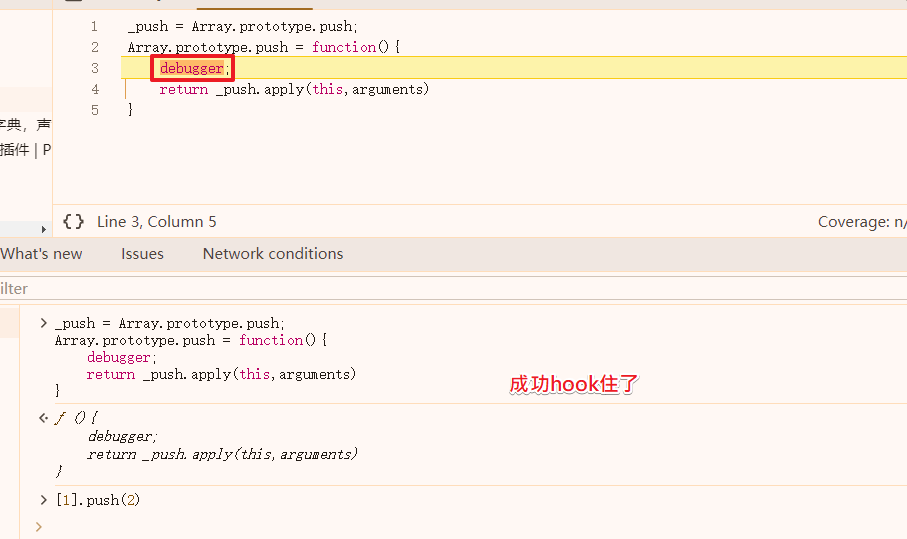 1 _push = Array.prototype.push;
2 Array.prototype.push = function(){
3 debugger;
4 return _push.apply(this,arguments)
5 }
字典，声
插件 | P
{} Line 3, Column 5
Coverage: n/
What's new Issues Network conditions
ilter
> _push = Array.prototype.push;
Array.prototype.push = function(){
debugger;
return _push.apply(this,arguments)
}
成功hook住了
ƒ (){
debugger;
return _push.apply(this,arguments)
}
> [1].push(2)
>